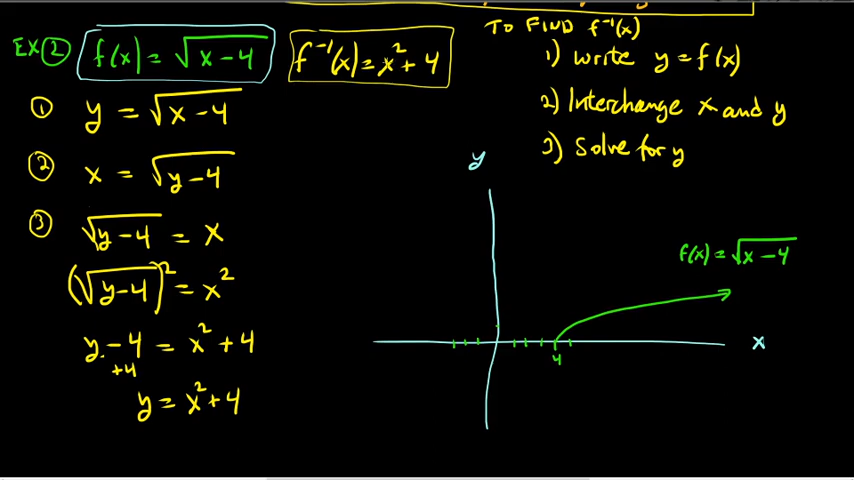 EX② f(x) = √(x-4) f⁻¹(x) = x² + 4
① y = √(x-4)
② x = √(y-4)
③ √(y-4) = x
(√(y-4))² = x²
y - 4 = x² + 4
+4
y = x² + 4
TO FIND f⁻¹(x)
1) Write y = f(x)
2) Interchange x and y
3) Solve for y
y
f(x) = √(x-4)
x
4